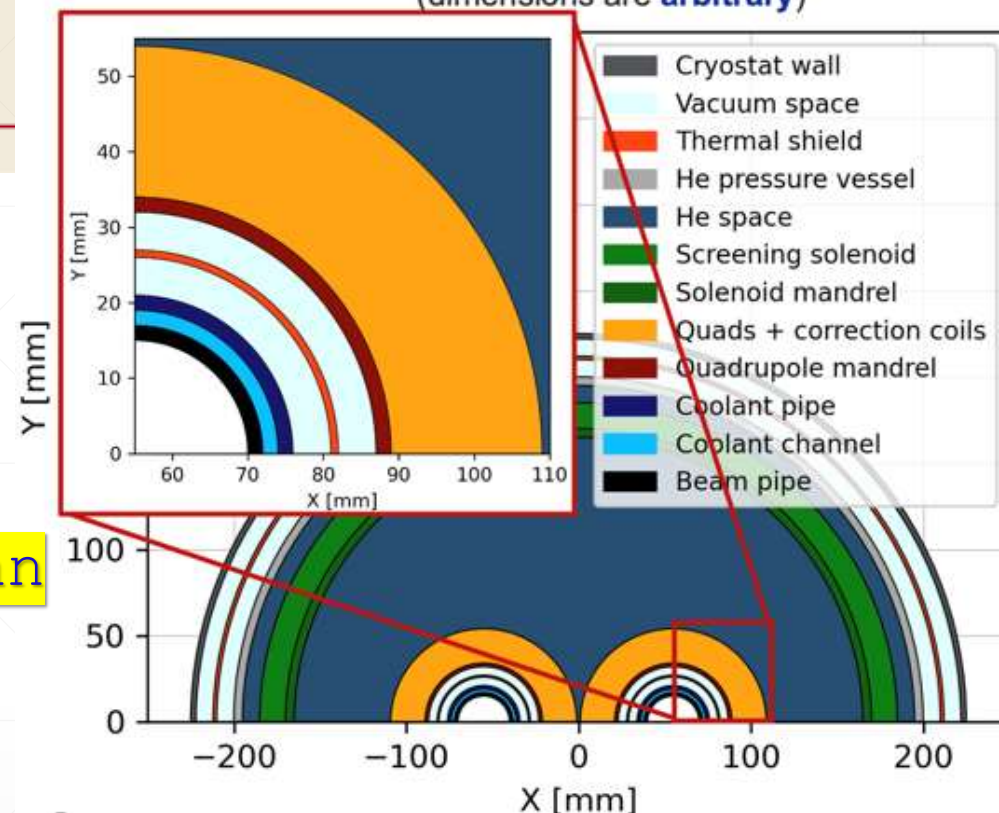 (dimensions are arbitrary)
50
40
30
20
10
0
Y [mm]
60 70 80 90 100 110
X [mm]
Cryostat wall
Vacuum space
Thermal shield
He pressure vessel
He space
Screening solenoid
Solenoid mandrel
Quads + correction coils
Quadrupole mandrel
Coolant pipe
Coolant channel
Beam pipe
Y [mm]
100
50
0
−200 −100 0 100 200
X [mm]